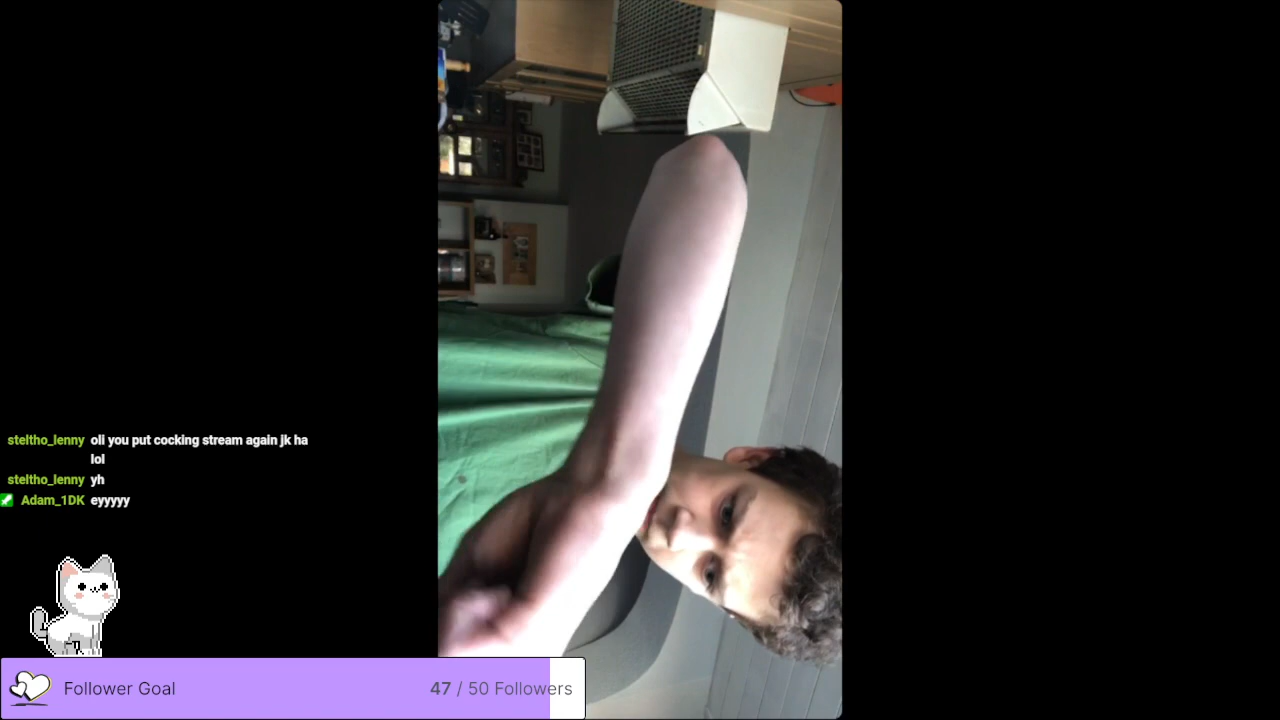 steltho_lenny oli you put cocking stream again jk ha
lol
steltho_lenny yh
Adam_1DK eyyyyy
Follower Goal 47 / 50 Followers